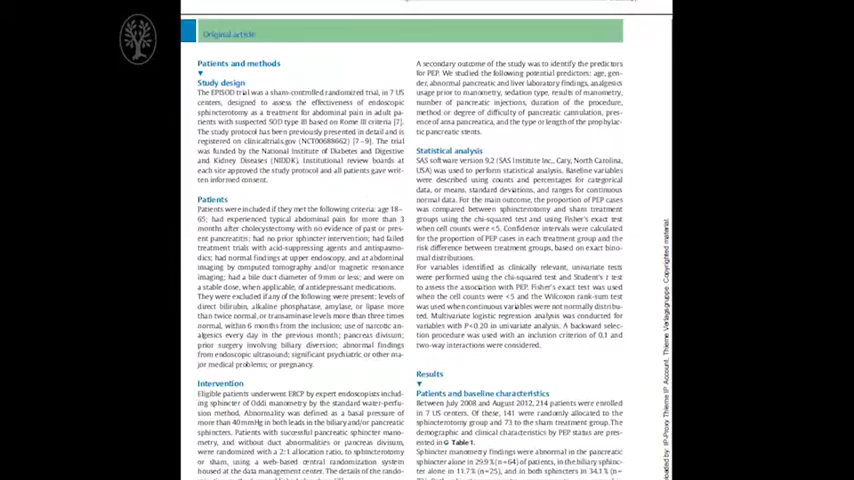 Original article
Patients and methods
Study design
The EPISOD trial was a sham-controlled randomized trial, in 7 US
centers, designed to assess the effectiveness of endoscopic
sphincterotomy as a treatment for abdominal pain in adult pa-
tients with suspected SOD type III based on Rome III criteria [7].
The study protocol has been previously presented in detail and is
registered on clinicaltrials.gov (NCT00688662) [7–9]. The trial
was funded by the National Institute of Diabetes and Digestive
and Kidney Diseases (NIDDK). Institutional review boards at
each site approved the study protocol and all patients gave writ-
ten informed consent.
Patients
Patients were included if they met the following criteria: age 18–
65; had experienced typical abdominal pain for more than 3
months after cholecystectomy with no evidence of past or pres-
ent pancreatitis; had no prior sphincter intervention; had failed
treatment trials with acid-suppressing agents and antispasmo-
dics; had normal findings at upper endoscopy, and at abdominal
imaging by computed tomography and/or magnetic resonance
imaging; had a bile duct diameter of 9mm or less; and were on
a stable dose, when applicable, of antidepressant medications.
They were excluded if any of the following were present: levels of
direct bilirubin, alkaline phosphatase, amylase, or lipase more
than twice normal, or transaminase levels more than three times
normal, within 6 months from the inclusion; use of narcotic an-
algesics every day in the previous month; pancreas divisum;
prior surgery involving biliary diversion; abnormal findings
from endoscopic ultrasound; significant psychiatric or other ma-
jor medical problems; or pregnancy.
Intervention
Eligible patients underwent ERCP by expert endoscopists includ-
ing sphincter of Oddi manometry by the standard water-perfu-
sion method. Abnormality was defined as a basal pressure of
more than 40mmHg in both leads in the biliary and/or pancreatic
sphincters. Patients with successful pancreatic sphincter mano-
metry, and without duct abnormalities or pancreas divisum,
were randomized with a 2:1 allocation ratio, to sphincterotomy
or sham, using a web-based central randomization system
housed at the data management center. The details of the rando-
A secondary outcome of the study was to identify the predictors
for PEP. We studied the following potential predictors: age, gen-
der, abnormal pancreatic and liver laboratory findings, analgesics
usage prior to manometry, sedation type, results of manometry,
number of pancreatic injections, duration of the procedure,
method or degree of difficulty of pancreatic cannulation, pres-
ence of ansa pancreatica, and the type or length of the prophylac-
tic pancreatic stents.
Statistical analysis
SAS software version 9.2 (SAS Institute Inc., Cary, North Carolina,
USA) was used to perform statistical analysis. Baseline variables
were described using counts and percentages for categorical
data, or means, standard deviations, and ranges for continuous
normal data. For the main outcome, the proportion of PEP cases
was compared between sphincterotomy and sham treatment
groups using the chi-squared test and using Fisher's exact test
when cell counts were <5. Confidence intervals were calculated
for the proportion of PEP cases in each treatment group and the
risk difference between treatment groups, based on exact bino-
mial distributions.
For variables identified as clinically relevant, univariate tests
were performed using the chi-squared test and Student's t test
to assess the association with PEP. Fisher's exact test was used
when the cell counts were <5 and the Wilcoxon rank-sum test
was used when continuous variables were not normally distribu-
ted. Multivariate logistic regression analysis was conducted for
variables with P<0.20 in univariate analysis. A backward selec-
tion procedure was used with an inclusion criterion of 0.1 and
two-way interactions were considered.
Results
Patients and baseline characteristics
Between July 2008 and August 2012, 214 patients were enrolled
in 7 US centers. Of these, 141 were randomly allocated to the
sphincterotomy group and 73 to the sham treatment group. The
demographic and clinical characteristics by PEP status are pres-
ented in Table 1.
Sphincter manometry findings were abnormal in the pancreatic
sphincter alone in 29.9% (n=64) of patients, in the biliary sphinc-
ter alone in 11.7% (n=25), and in both sphincters in 34.1% (n=
loaded by: IP-Proxy Thieme IP Account, Thieme Verlagsgruppe. Copyrighted material.